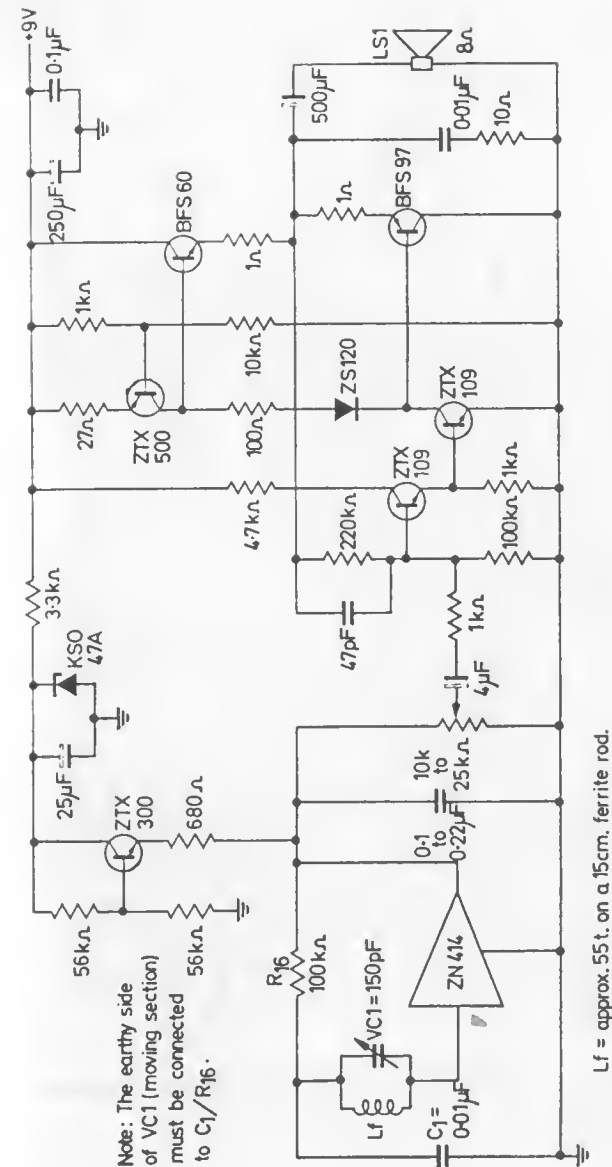 +9V
0·1µF
250µF
BFS60
1Ω
1kΩ
10kΩ
27Ω
ZTX
500
100Ω
ZS120
4·7kΩ
3·3kΩ
KSO
47A
25µF
ZTX
300
680Ω
56kΩ
56kΩ
Note: The earthy side
of VC1 (moving section)
must be connected
to C1/R16.
LS1
8Ω
500µF
0·01µF
10Ω
1Ω
BFS97
ZTX
109
ZTX
109
1kΩ
220kΩ
100kΩ
47pF
1kΩ
4µF
10k
to
25kΩ
0·1
to
0·22µF
R16
100kΩ
ZN414
VC1=150pF
Lf
C1=
0·01µF
Lf = approx. 55t. on a 15cm. ferrite rod.